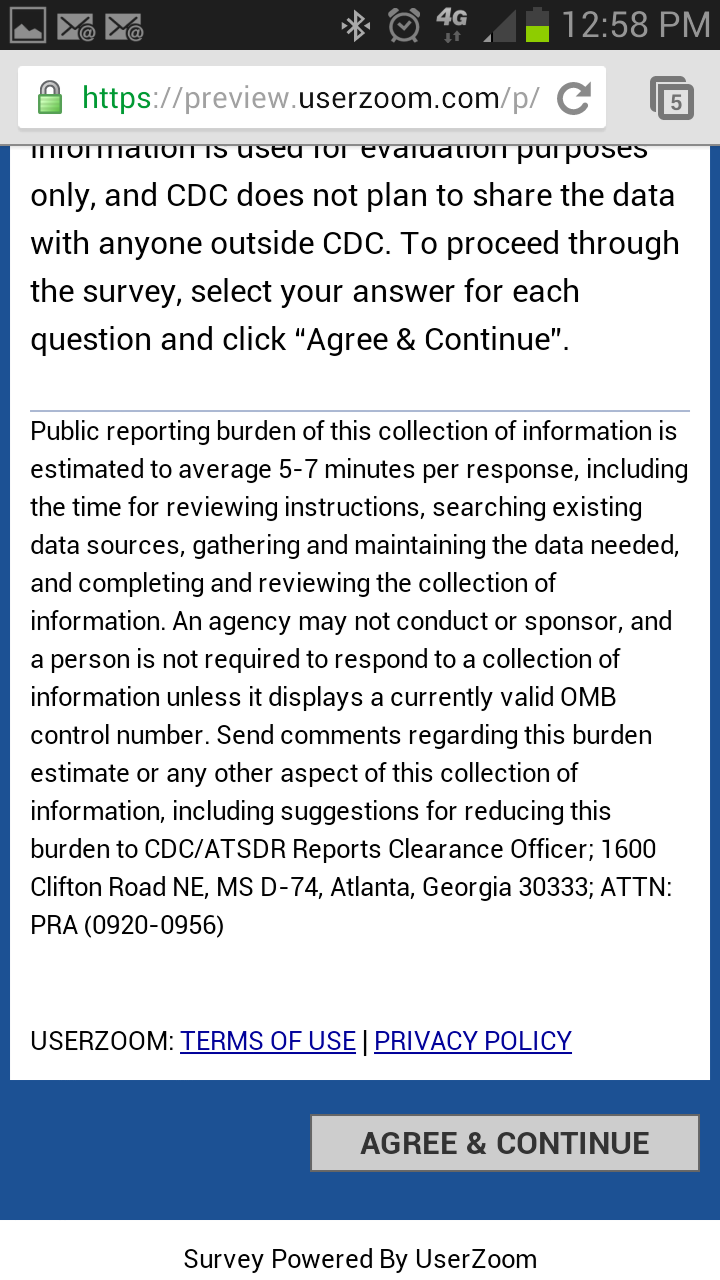 4G
12:58 PM
https://preview.userzoom.com/p/
5
information is used for evaluation purposes
only, and CDC does not plan to share the data
with anyone outside CDC. To proceed through
the survey, select your answer for each
question and click “Agree & Continue”.
Public reporting burden of this collection of information is
estimated to average 5-7 minutes per response, including
the time for reviewing instructions, searching existing
data sources, gathering and maintaining the data needed,
and completing and reviewing the collection of
information. An agency may not conduct or sponsor, and
a person is not required to respond to a collection of
information unless it displays a currently valid OMB
control number. Send comments regarding this burden
estimate or any other aspect of this collection of
information, including suggestions for reducing this
burden to CDC/ATSDR Reports Clearance Officer; 1600
Clifton Road NE, MS D-74, Atlanta, Georgia 30333; ATTN:
PRA (0920-0956)
USERZOOM: TERMS OF USE | PRIVACY POLICY
AGREE & CONTINUE
Survey Powered By UserZoom